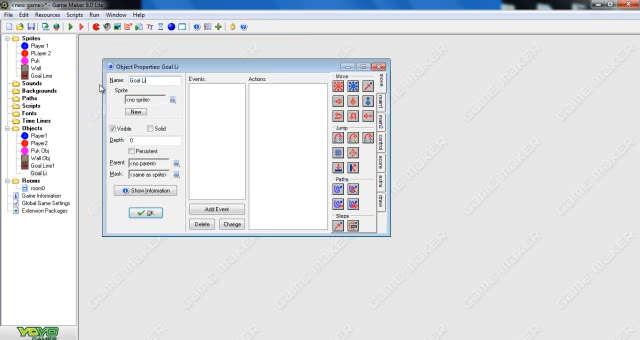 <new game>* - Game Maker 8.0 Lite
File Edit Resources Scripts Run Window Help
Sprites
Player 1
PLayer 2
Puk
Wall
Goal Line
Sounds
Backgrounds
Paths
Scripts
Fonts
Time Lines
Objects
Player1
Player2
Puk Obj
Wall Obj
Goal Line1
Goal Li
Rooms
room0
Game Information
Global Game Settings
Extension Packages
YOYO
GAMES
Object Properties: Goal Li
Name: Goal Li
Sprite
<no sprite>
New
Visible Solid
Depth: 0
Persistent
Parent: <no parent>
Mask: <same as sprite>
Show Information
OK
Events:
Add Event
Delete Change
Actions:
Move
Jump
Paths
Steps
move
main1
main2
control
score
extra
draw
GAME MAKER